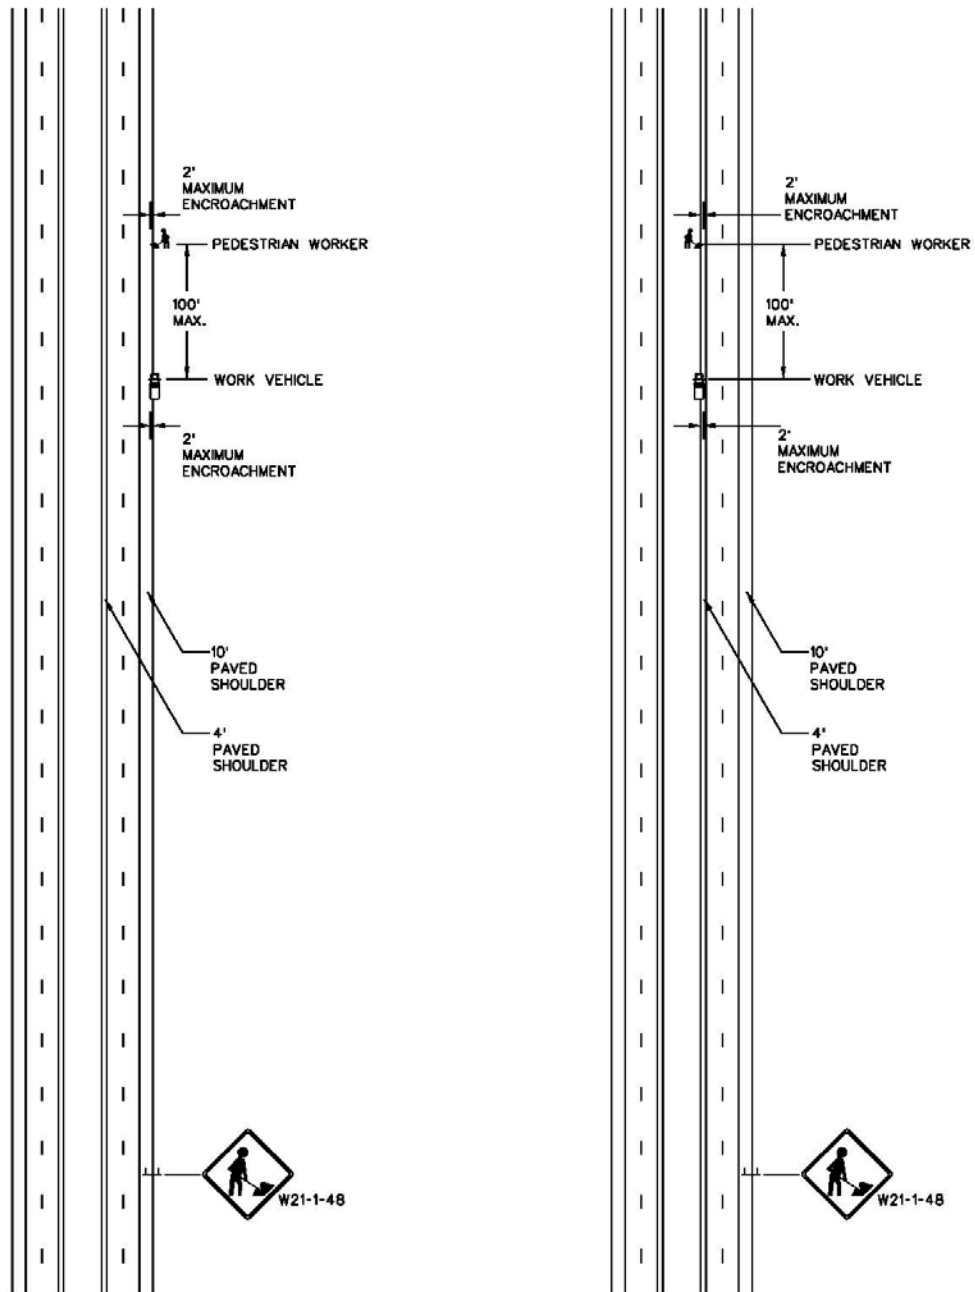 2'
MAXIMUM
ENCROACHMENT
PEDESTRIAN WORKER
100'
MAX.
WORK VEHICLE
2'
MAXIMUM
ENCROACHMENT
10'
PAVED
SHOULDER
4'
PAVED
SHOULDER
W21-1-48
2'
MAXIMUM
ENCROACHMENT
PEDESTRIAN WORKER
100'
MAX.
WORK VEHICLE
2'
MAXIMUM
ENCROACHMENT
10'
PAVED
SHOULDER
4'
PAVED
SHOULDER
W21-1-48